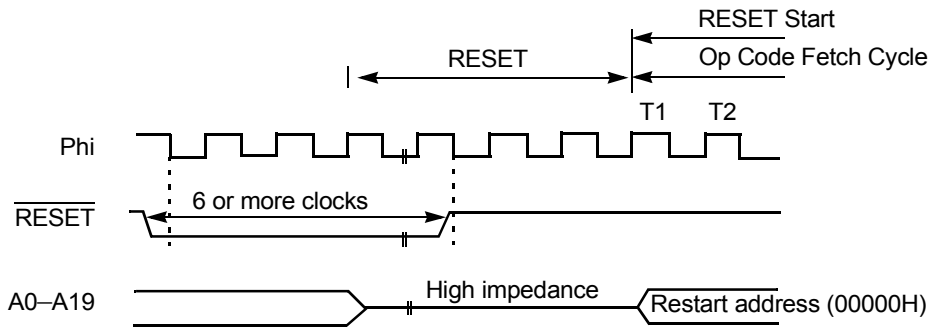 RESET Start
RESET
Op Code Fetch Cycle
T1 T2
Phi
RESET
6 or more clocks
A0–A19
High impedance
Restart address (00000H)